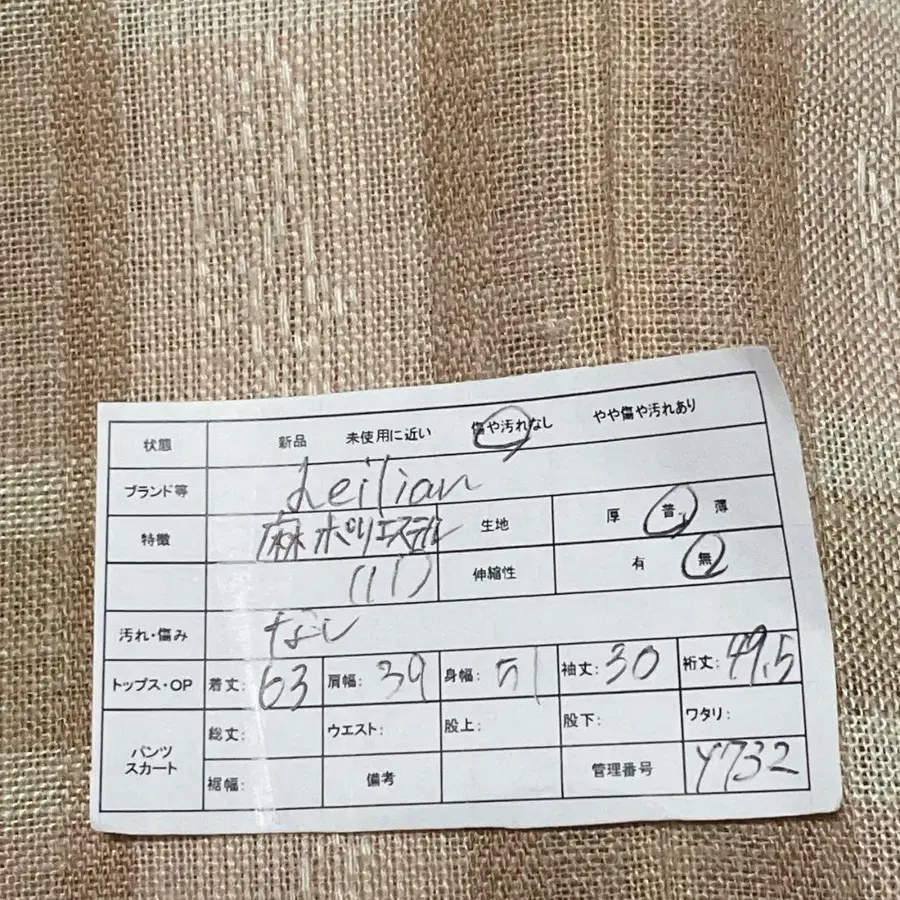 状態 新品 未使用に近い 傷や汚れなし やや傷や汚れあり
ブランド等 Leilian
特徴 麻 ポリエステル 生地 厚 普 薄
(11) 伸縮性 有 無
汚れ・傷み なし
トップス・OP 着丈: 63 肩幅: 39 身幅: 51 袖丈: 30 裄丈: 49.5
パンツ スカート 総丈: ウエスト: 股上: 股下: ワタリ:
裾幅: 備考 管理番号 Y732